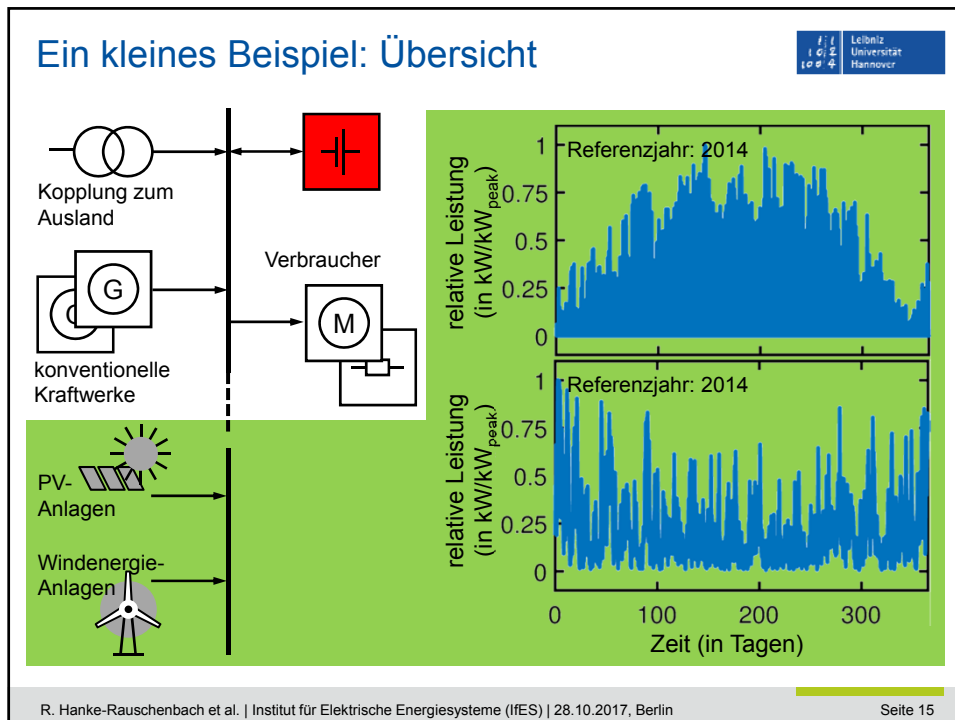 Ein kleines Beispiel: Übersicht
Leibniz
Universität
Hannover
Kopplung zum
Ausland
G
konventionelle
Kraftwerke
Verbraucher
M
PV-
Anlagen
Windenergie-
Anlagen
relative Leistung
(in kW/kWpeak)
1
0.75
0.5
0.25
0
Referenzjahr: 2014
relative Leistung
(in kW/kWpeak)
1
0.75
0.5
0.25
0
Referenzjahr: 2014
0 100 200 300
Zeit (in Tagen)
R. Hanke-Rauschenbach et al. | Institut für Elektrische Energiesysteme (IfES) | 28.10.2017, Berlin
Seite 15